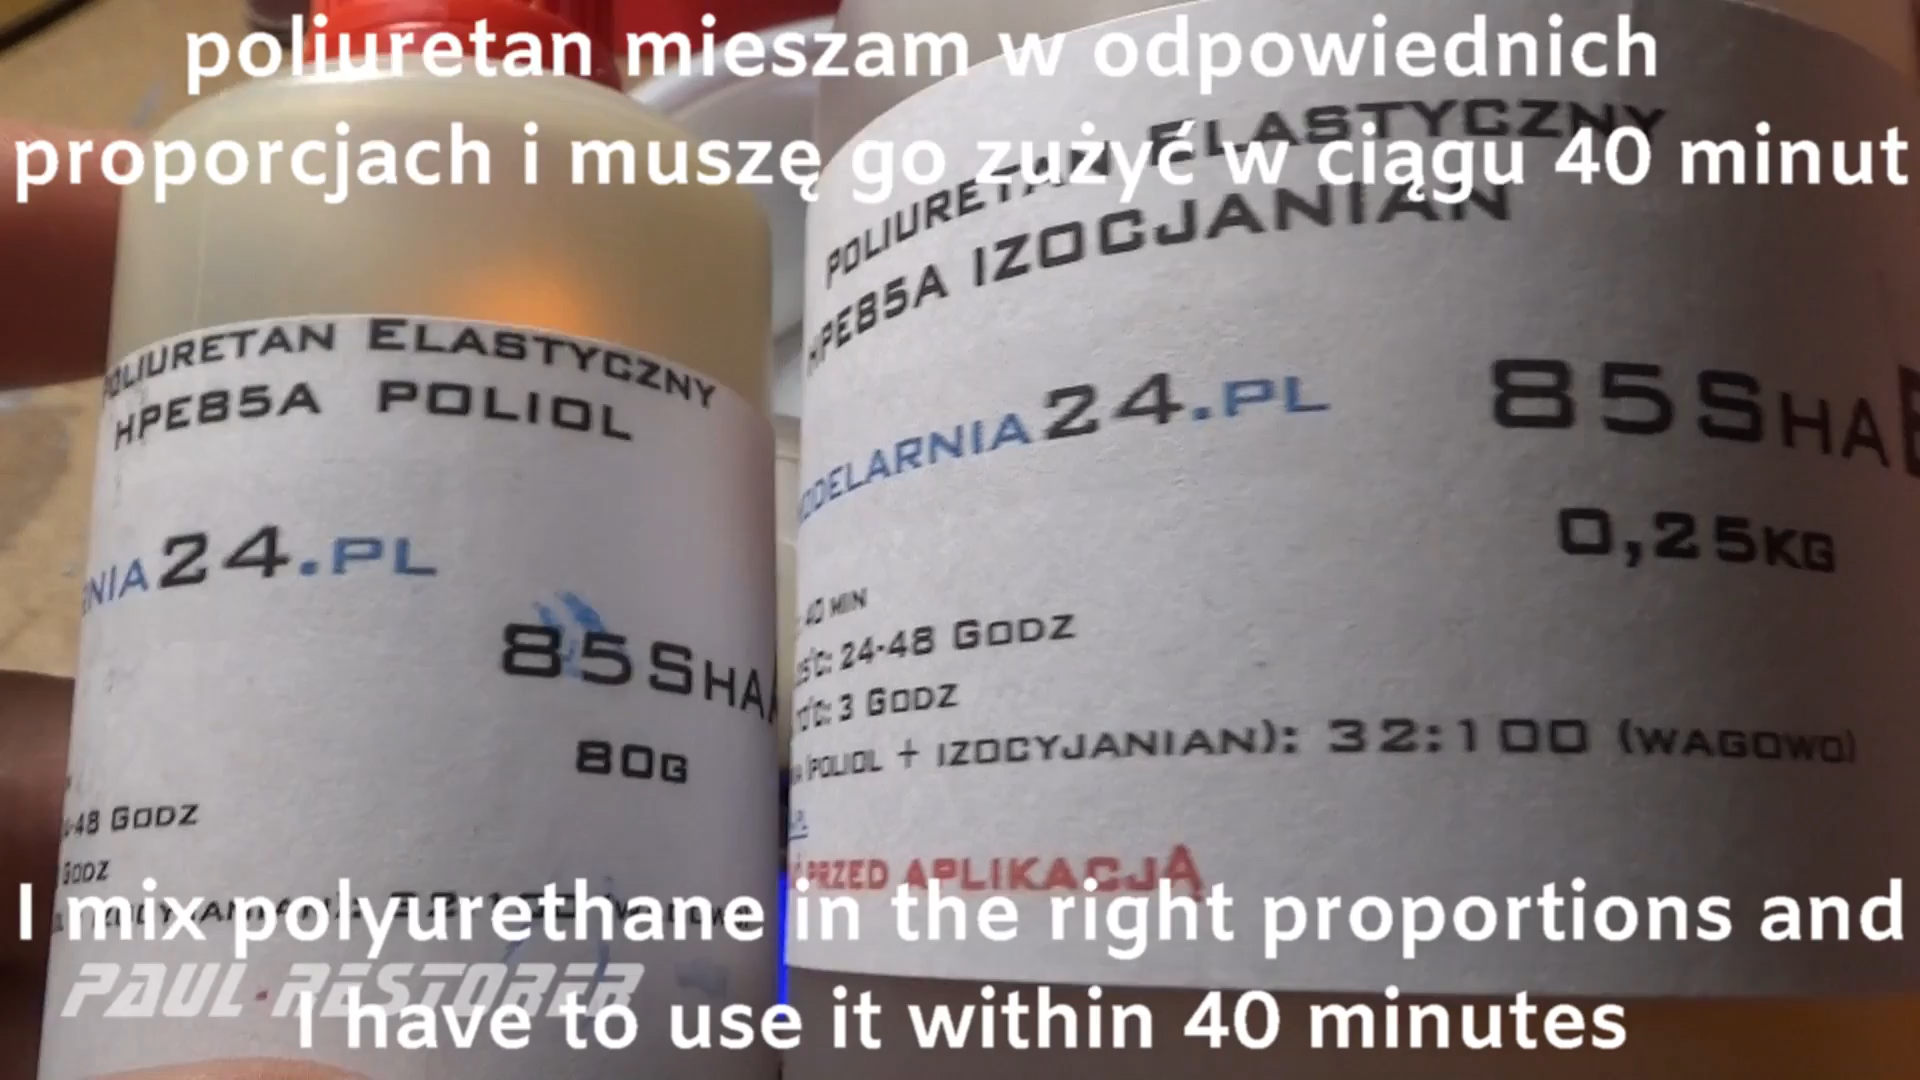 poliuretan mieszam w odpowiednich
proporcjach i muszę go zużyć w ciągu 40 minut
POLIURETAN ELASTYCZNY
HPE85A POLIOL
24.PL
85SHA
80G
-48 GODZ
GODZ
POLIURETAN ELASTYCZNY
HPE85A IZOCJANIAN
MODELARNIA24.PL
85SHA
0,25KG
40 MIN
24-48 GODZ
3 GODZ
(POLIOL + IZOCYJANIAN): 32:100 (WAGOWO)
PRZED APLIKACJĄ
I mix polyurethane in the right proportions and
I have to use it within 40 minutes
PAUL RESTORER